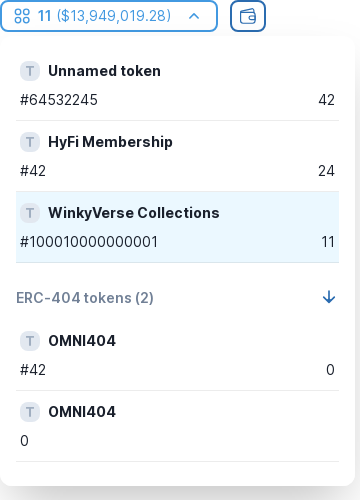 11 ($13,949,019.28)
T Unnamed token
#64532245 42
T HyFi Membership
#42 24
T WinkyVerse Collections
#100010000000001 11
ERC-404 tokens (2)
T OMNI404
#42 0
T OMNI404
0